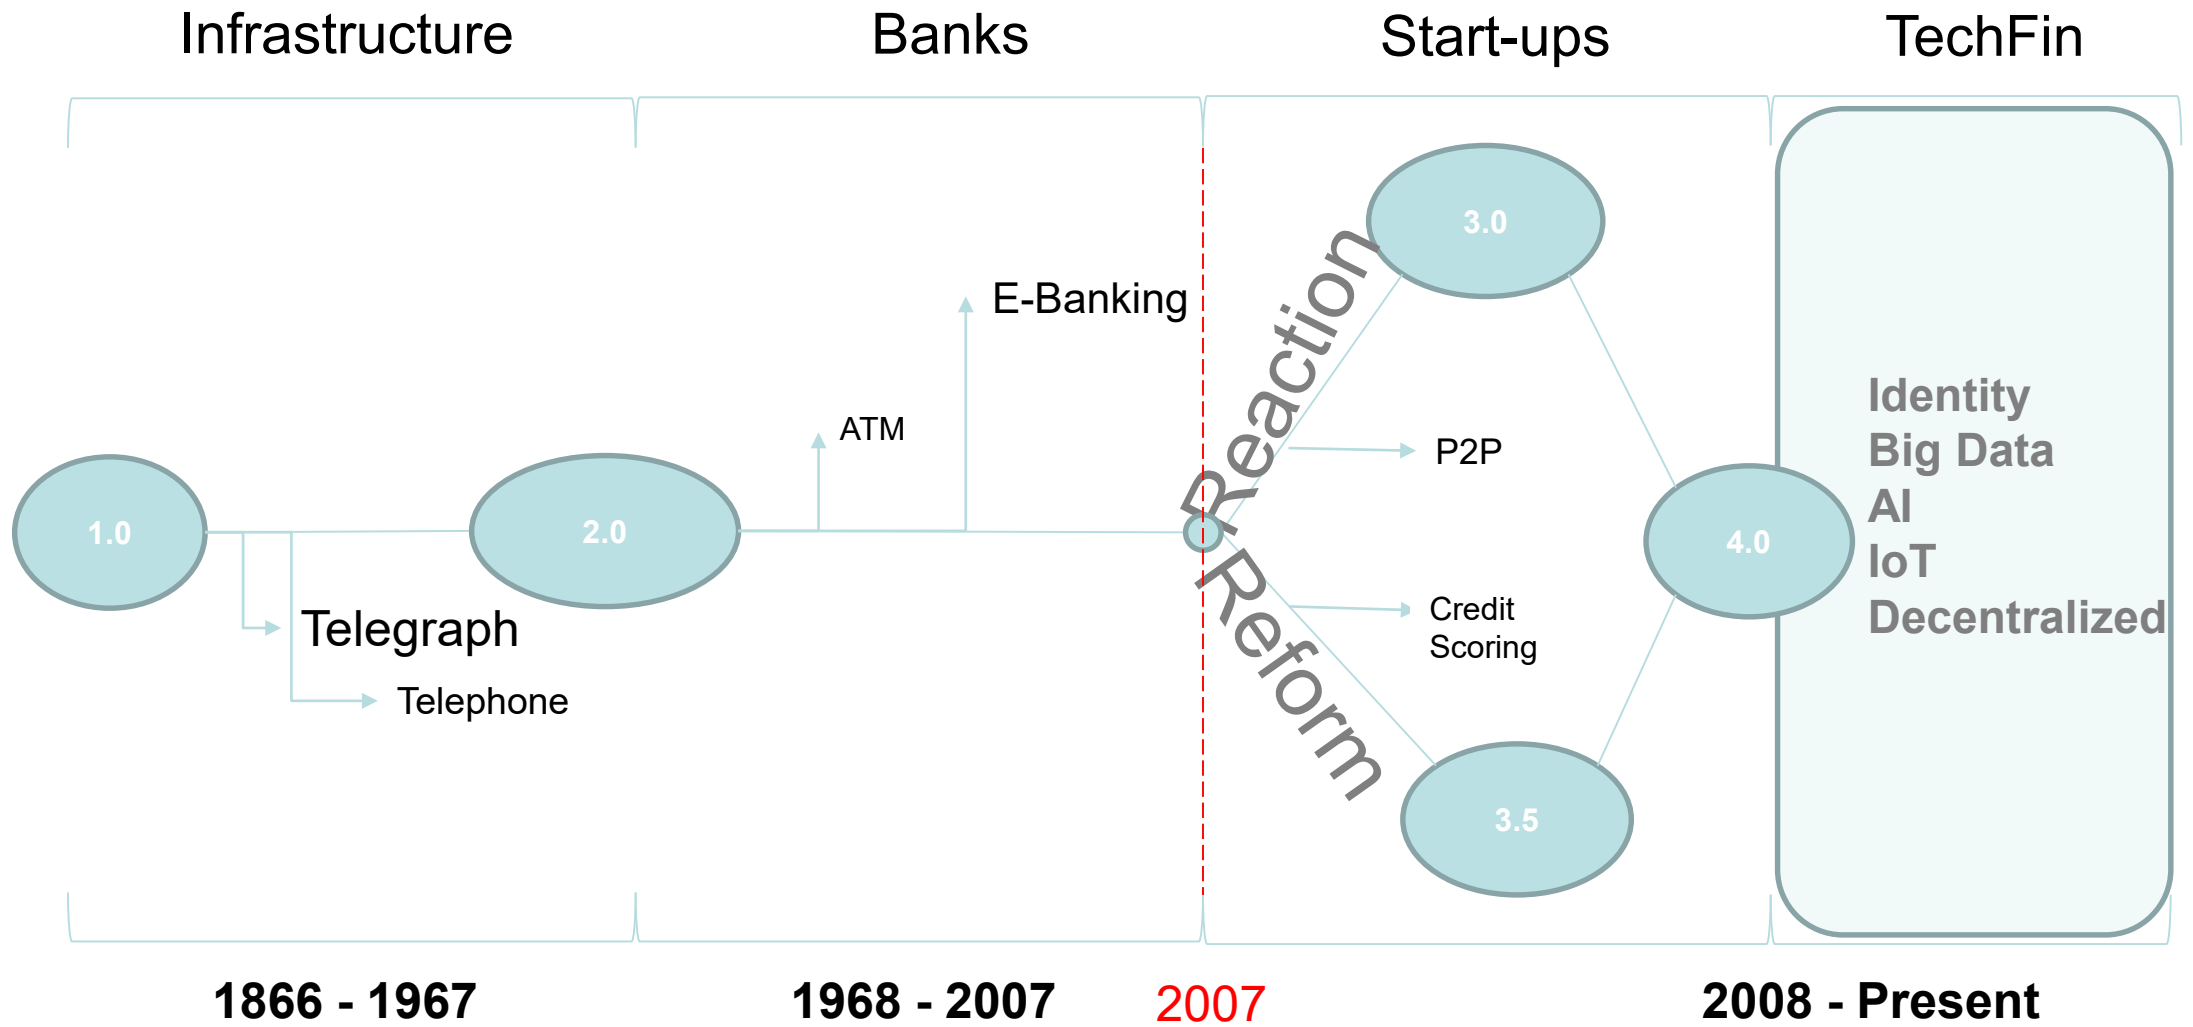 Infrastructure
Banks
Start-ups
TechFin
3.0
Reaction
E-Banking
ATM
P2P
Identity
Big Data
AI
IoT
Decentralized
1.0
2.0
4.0
Reform
Credit
Scoring
Telegraph
Telephone
3.5
1866 - 1967
1968 - 2007
2007
2008 - Present